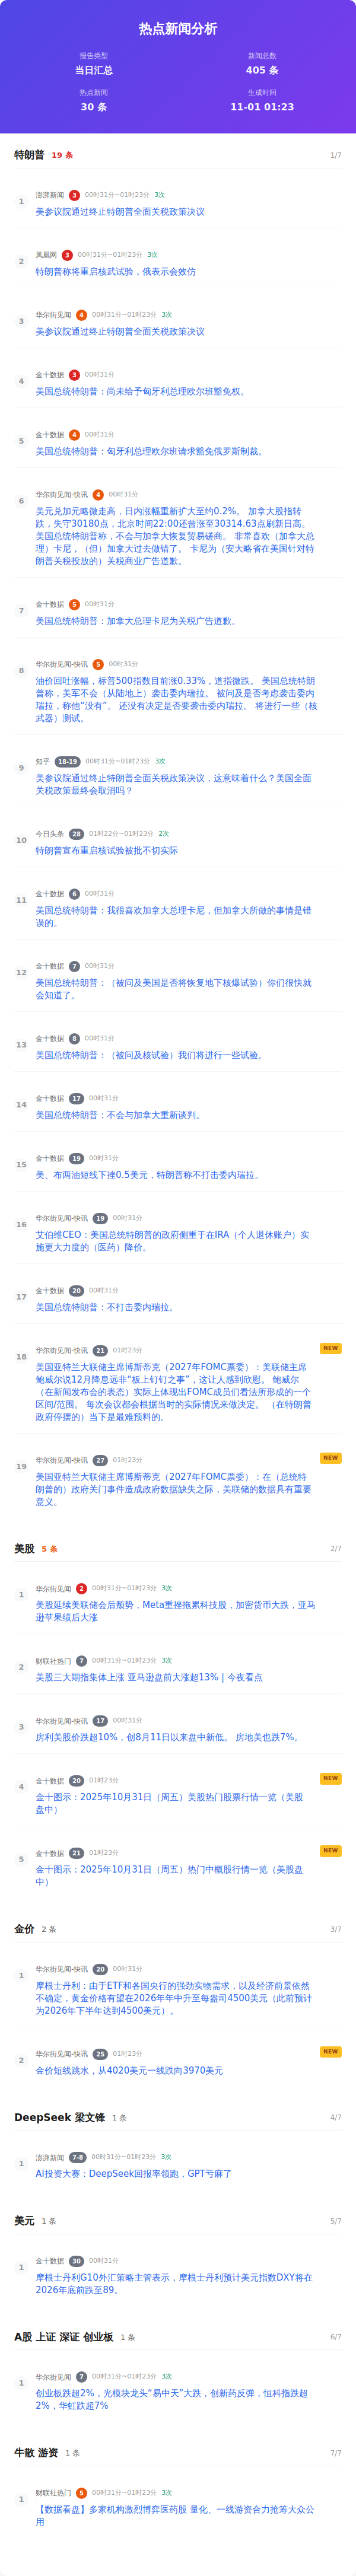 热点新闻分析
报告类型
当日汇总
新闻总数
405 条
热点新闻
30 条
生成时间
11-01 01:23
特朗普 19 条 1/7
1
澎湃新闻 3 00时31分~01时23分 3次
美参议院通过终止特朗普全面关税政策决议
2
凤凰网 3 00时31分~01时23分 3次
特朗普称将重启核武试验，俄表示会效仿
3
华尔街见闻 4 00时31分~01时23分 3次
美参议院通过终止特朗普全面关税政策决议
4
金十数据 3 00时31分
美国总统特朗普：尚未给予匈牙利总理欧尔班豁免权。
5
金十数据 4 00时31分
美国总统特朗普：匈牙利总理欧尔班请求豁免俄罗斯制裁。
6
华尔街见闻-快讯 4 00时31分
美元兑加元略微走高，日内涨幅重新扩大至约0.2%。 加拿大股指转
跌，失守30180点，北京时间22:00还曾涨至30314.63点刷新日高。
美国总统特朗普称，不会与加拿大恢复贸易磋商。 非常喜欢（加拿大总
理）卡尼，（但）加拿大过去做错了。 卡尼为（安大略省在美国针对特
朗普关税投放的）关税商业广告道歉。
7
金十数据 5 00时31分
美国总统特朗普：加拿大总理卡尼为关税广告道歉。
8
华尔街见闻-快讯 5 00时31分
油价回吐涨幅，标普500指数目前涨0.33%，道指微跌。 美国总统特朗
普称，美军不会（从陆地上）袭击委内瑞拉。 被问及是否考虑袭击委内
瑞拉，称他“没有”。 还没有决定是否要袭击委内瑞拉。 将进行一些（核
武器）测试。
9
知乎 18-19 00时31分~01时23分 3次
美参议院通过终止特朗普全面关税政策决议，这意味着什么？美国全面
关税政策最终会取消吗？
10
今日头条 28 01时22分~01时23分 2次
特朗普宣布重启核试验被批不切实际
11
金十数据 6 00时31分
美国总统特朗普：我很喜欢加拿大总理卡尼，但加拿大所做的事情是错
误的。
12
金十数据 7 00时31分
美国总统特朗普：（被问及美国是否将恢复地下核爆试验）你们很快就
会知道了。
13
金十数据 8 00时31分
美国总统特朗普：（被问及核试验）我们将进行一些试验。
14
金十数据 17 00时31分
美国总统特朗普：不会与加拿大重新谈判。
15
金十数据 19 00时31分
美、布两油短线下挫0.5美元，特朗普称不打击委内瑞拉。
16
华尔街见闻-快讯 19 00时31分
艾伯维CEO：美国总统特朗普的政府侧重于在IRA（个人退休账户）实
施更大力度的（医药）降价。
17
金十数据 20 00时31分
美国总统特朗普：不打击委内瑞拉。
18
华尔街见闻-快讯 21 01时23分 NEW
美国亚特兰大联储主席博斯蒂克（2027年FOMC票委）：美联储主席
鲍威尔说12月降息远非“板上钉钉之事”，这让人感到欣慰。 鲍威尔
（在新闻发布会的表态）实际上体现出FOMC成员们看法所形成的一个
区间/范围。 每次会议都会根据当时的实际情况来做决定。 （在特朗普
政府停摆的）当下是最难预料的。
19
华尔街见闻-快讯 27 01时23分 NEW
美国亚特兰大联储主席博斯蒂克（2027年FOMC票委）：在（总统特
朗普的）政府关门事件造成政府数据缺失之际，美联储的数据具有重要
意义。
美股 5 条 2/7
1
华尔街见闻 2 00时31分~01时23分 3次
美股延续美联储会后颓势，Meta重挫拖累科技股，加密货币大跌，亚马
逊苹果绩后大涨
2
财联社热门 7 00时31分~01时23分 3次
美股三大期指集体上涨 亚马逊盘前大涨超13% | 今夜看点
3
华尔街见闻-快讯 17 00时31分
房利美股价跌超10%，创8月11日以来盘中新低。 房地美也跌7%。
4
金十数据 20 01时23分 NEW
金十图示：2025年10月31日（周五）美股热门股票行情一览（美股
盘中）
5
金十数据 21 01时23分 NEW
金十图示：2025年10月31日（周五）热门中概股行情一览（美股盘
中）
金价 2 条 3/7
1
华尔街见闻-快讯 20 00时31分
摩根士丹利：由于ETF和各国央行的强劲实物需求，以及经济前景依然
不确定，黄金价格有望在2026年年中升至每盎司4500美元（此前预计
为2026年下半年达到4500美元）。
2
华尔街见闻-快讯 25 01时23分 NEW
金价短线跳水，从4020美元一线跌向3970美元
DeepSeek 梁文锋 1 条 4/7
1
澎湃新闻 7-8 00时31分~01时23分 3次
AI投资大赛：DeepSeek回报率领跑，GPT亏麻了
美元 1 条 5/7
1
金十数据 30 00时31分
摩根士丹利G10外汇策略主管表示，摩根士丹利预计美元指数DXY将在
2026年底前跌至89。
A股 上证 深证 创业板 1 条 6/7
1
华尔街见闻 7 00时31分~01时23分 3次
创业板跌超2%，光模块龙头“易中天”大跌，创新药反弹，恒科指跌超
2%，华虹跌超7%
牛散 游资 1 条 7/7
1
财联社热门 5 00时31分~01时23分 3次
【数据看盘】多家机构激烈博弈医药股 量化、一线游资合力抢筹大众公
用